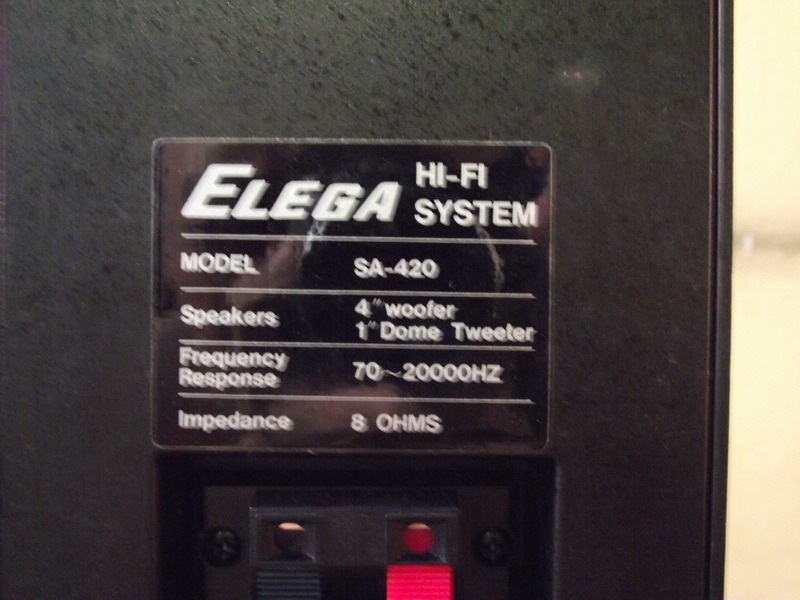 ELEGA HI-FI SYSTEM
MODEL SA-420
Speakers 4" woofer
1" Dome Tweeter
Frequency Response 70~20000HZ
Impedance 8 OHMS